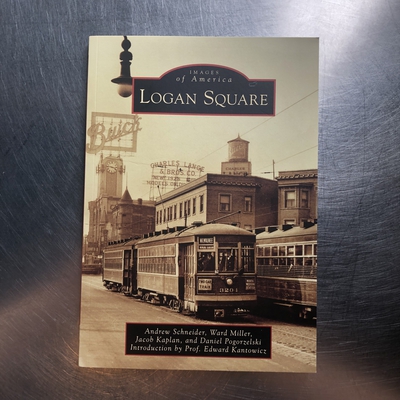 IMAGES
of America
LOGAN SQUARE
Buick
CHARLES LANGE
& BROS. CO.
3204
Andrew Schneider, Ward Miller,
Jacob Kaplan, and Daniel Pogorzelski
Introduction by Prof. Edward Kantowicz